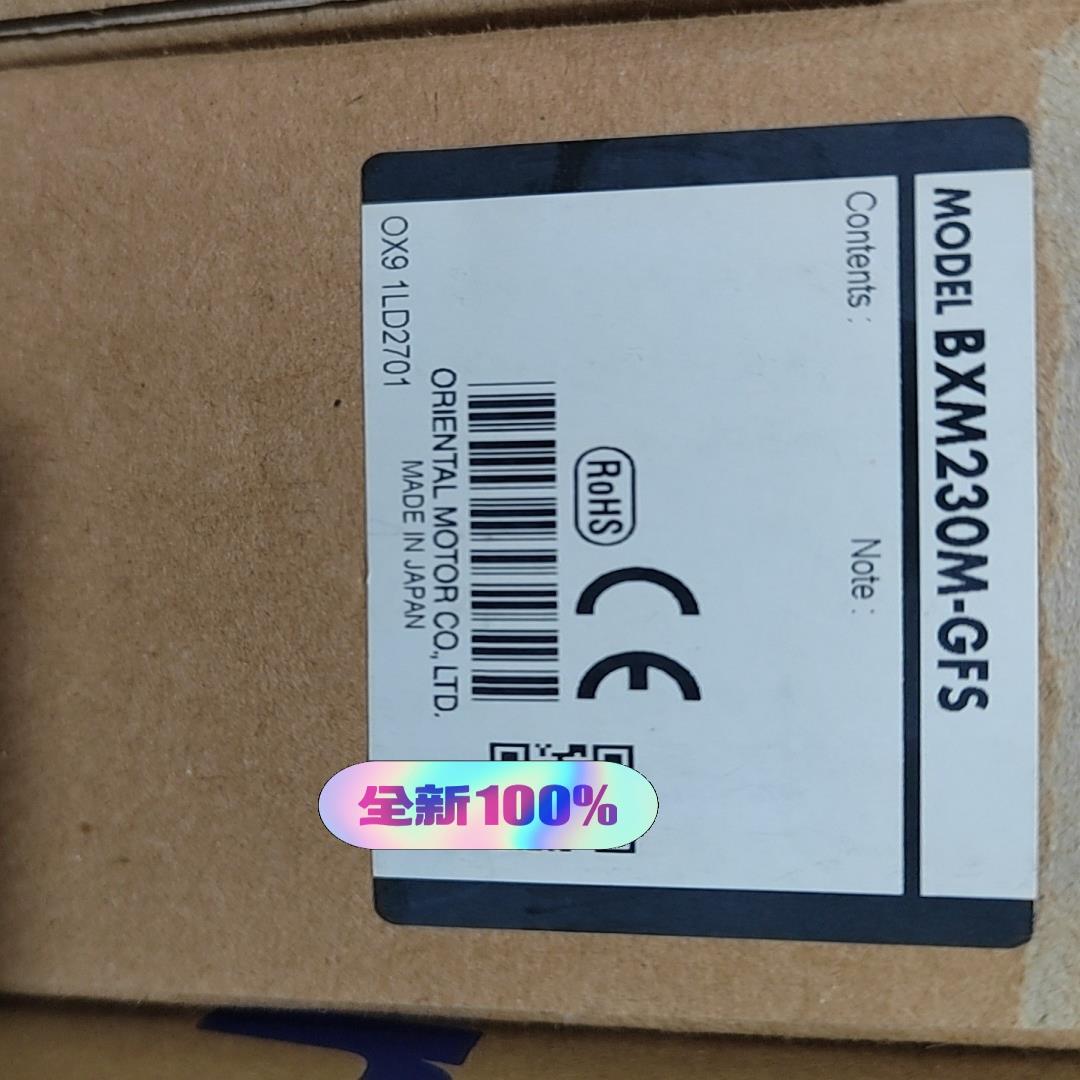 MODEL BXM230M-GFS
Contents :
Note :
RoHS
CE
ORIENTAL MOTOR CO., LTD.
MADE IN JAPAN
OX9 1LD2701
全新100%